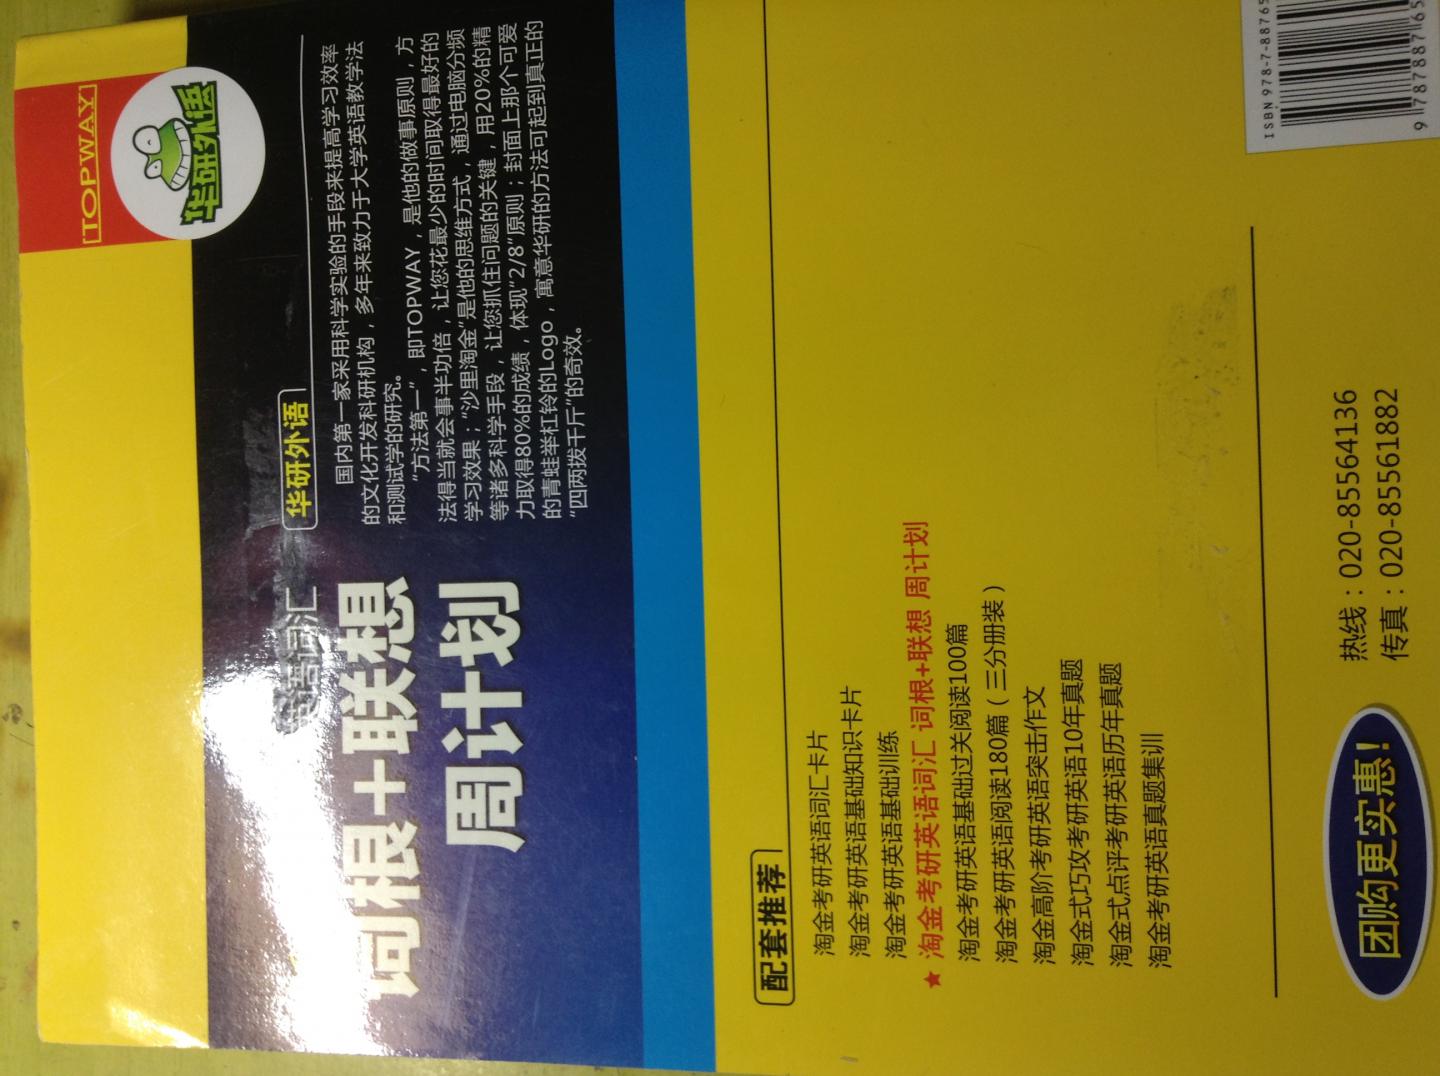 TOPWAY
华研外语
英语词汇
词根+联想
周计划
华研外语
国内第一家采用科学实验的手段来提高学习效率
的文化开发科研机构，多年来致力于大学英语教学法
和测试学的研究。
“方法第一”，即TOPWAY，是他的做事原则，方
法得当就会事半功倍，让您花最少的时间取得最好的
学习效果；“沙里淘金”是他的思维方式，通过电脑分频
等诸多科学手段，让您抓住问题的关键，用20%的精
力取得80%的成绩，体现“2/8”原则；封面上那个可爱
的青蛙举杠铃的Logo，寓意华研的方法可起到真正的
“四两拨千斤”的奇效。
配套推荐
淘金考研英语词汇卡片
淘金考研英语基础知识卡片
淘金考研英语基础训练
★ 淘金考研英语词汇 词根+联想 周计划
淘金考研英语基础过关阅读100篇
淘金考研英语阅读180篇（三分册装）
淘金高阶考研英语突击作文
淘金式巧攻考研英语10年真题
淘金式点评考研英语历年真题
淘金考研英语真题集训
团购更实惠!
热线：020-85564136
传真：020-85561882
ISBN 978-7-88765
9 787887 65